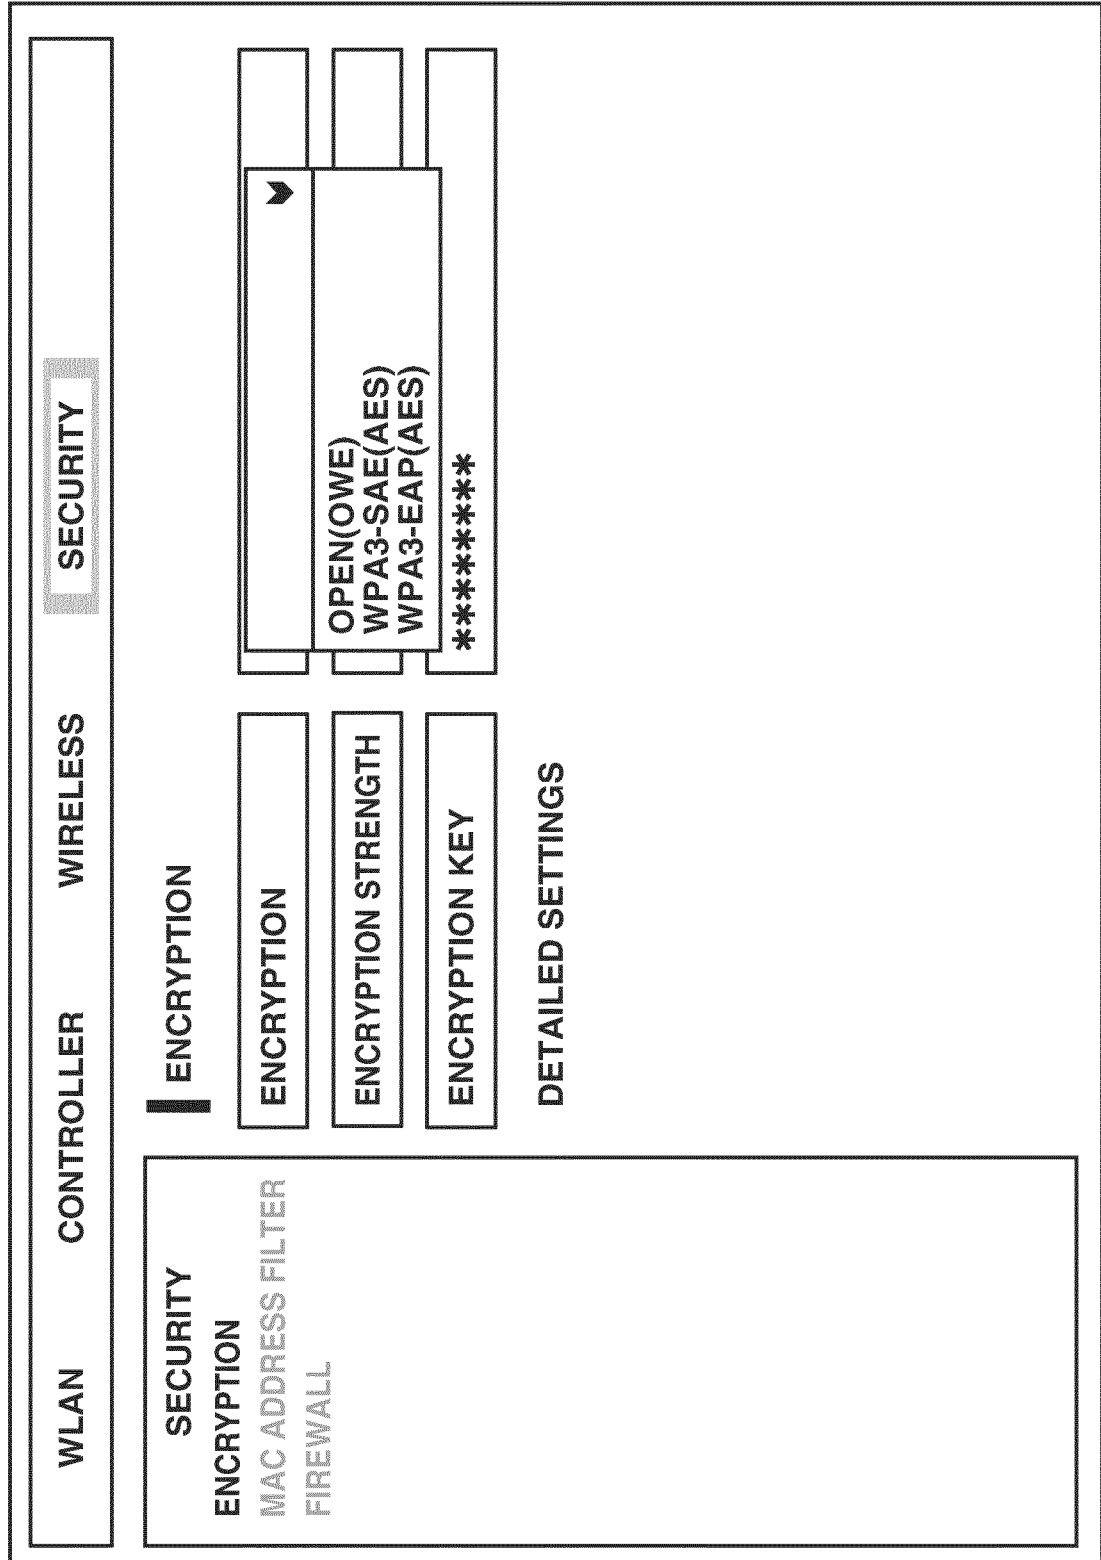 WLAN CONTROLLER WIRELESS SECURITY
SECURITY
ENCRYPTION
MAC ADDRESS FILTER
FIREWALL
ENCRYPTION
ENCRYPTION
ENCRYPTION STRENGTH
OPEN(OWE)
WPA3-SAE(AES)
WPA3-EAP(AES)
ENCRYPTION KEY ********
DETAILED SETTINGS